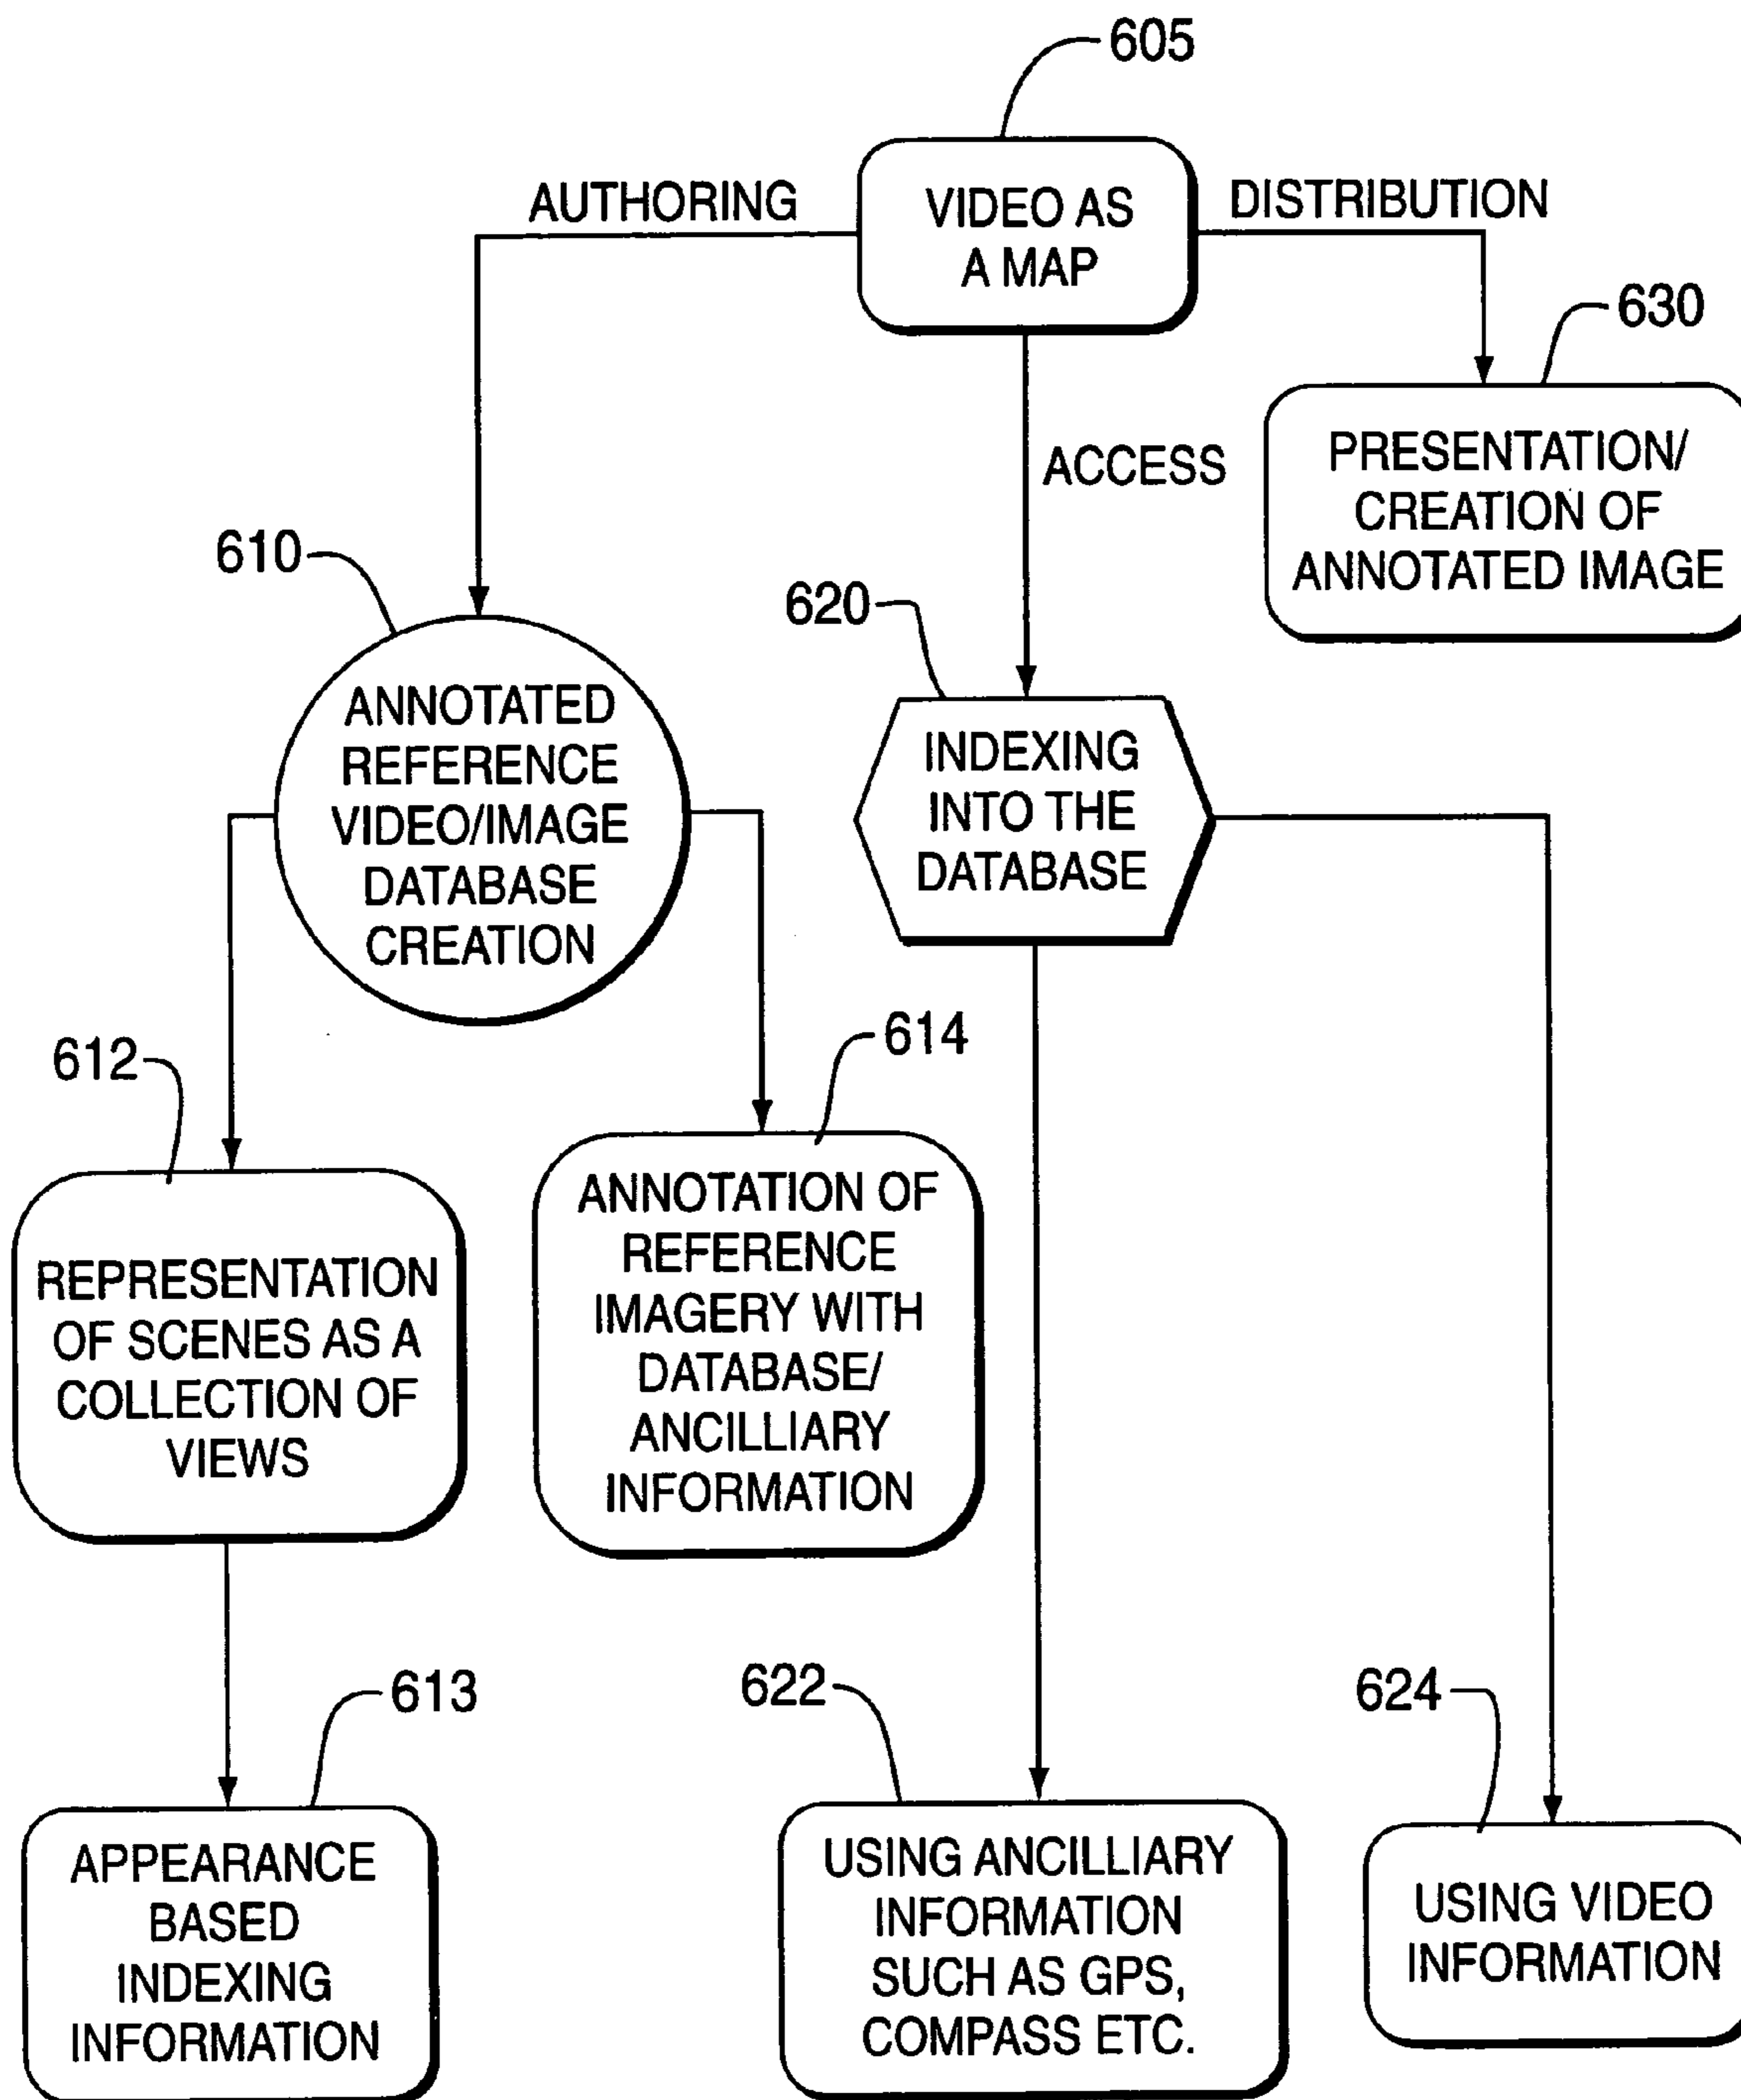 605
AUTHORING
VIDEO AS
A MAP
DISTRIBUTION
630
PRESENTATION/
CREATION OF
ANNOTATED IMAGE
ACCESS
610
ANNOTATED
REFERENCE
VIDEO/IMAGE
DATABASE
CREATION
620
INDEXING
INTO THE
DATABASE
612
REPRESENTATION
OF SCENES AS A
COLLECTION OF
VIEWS
614
ANNOTATION OF
REFERENCE
IMAGERY WITH
DATABASE/
ANCILLIARY
INFORMATION
613
APPEARANCE
BASED
INDEXING
INFORMATION
622
USING ANCILLIARY
INFORMATION
SUCH AS GPS,
COMPASS ETC.
624
USING VIDEO
INFORMATION